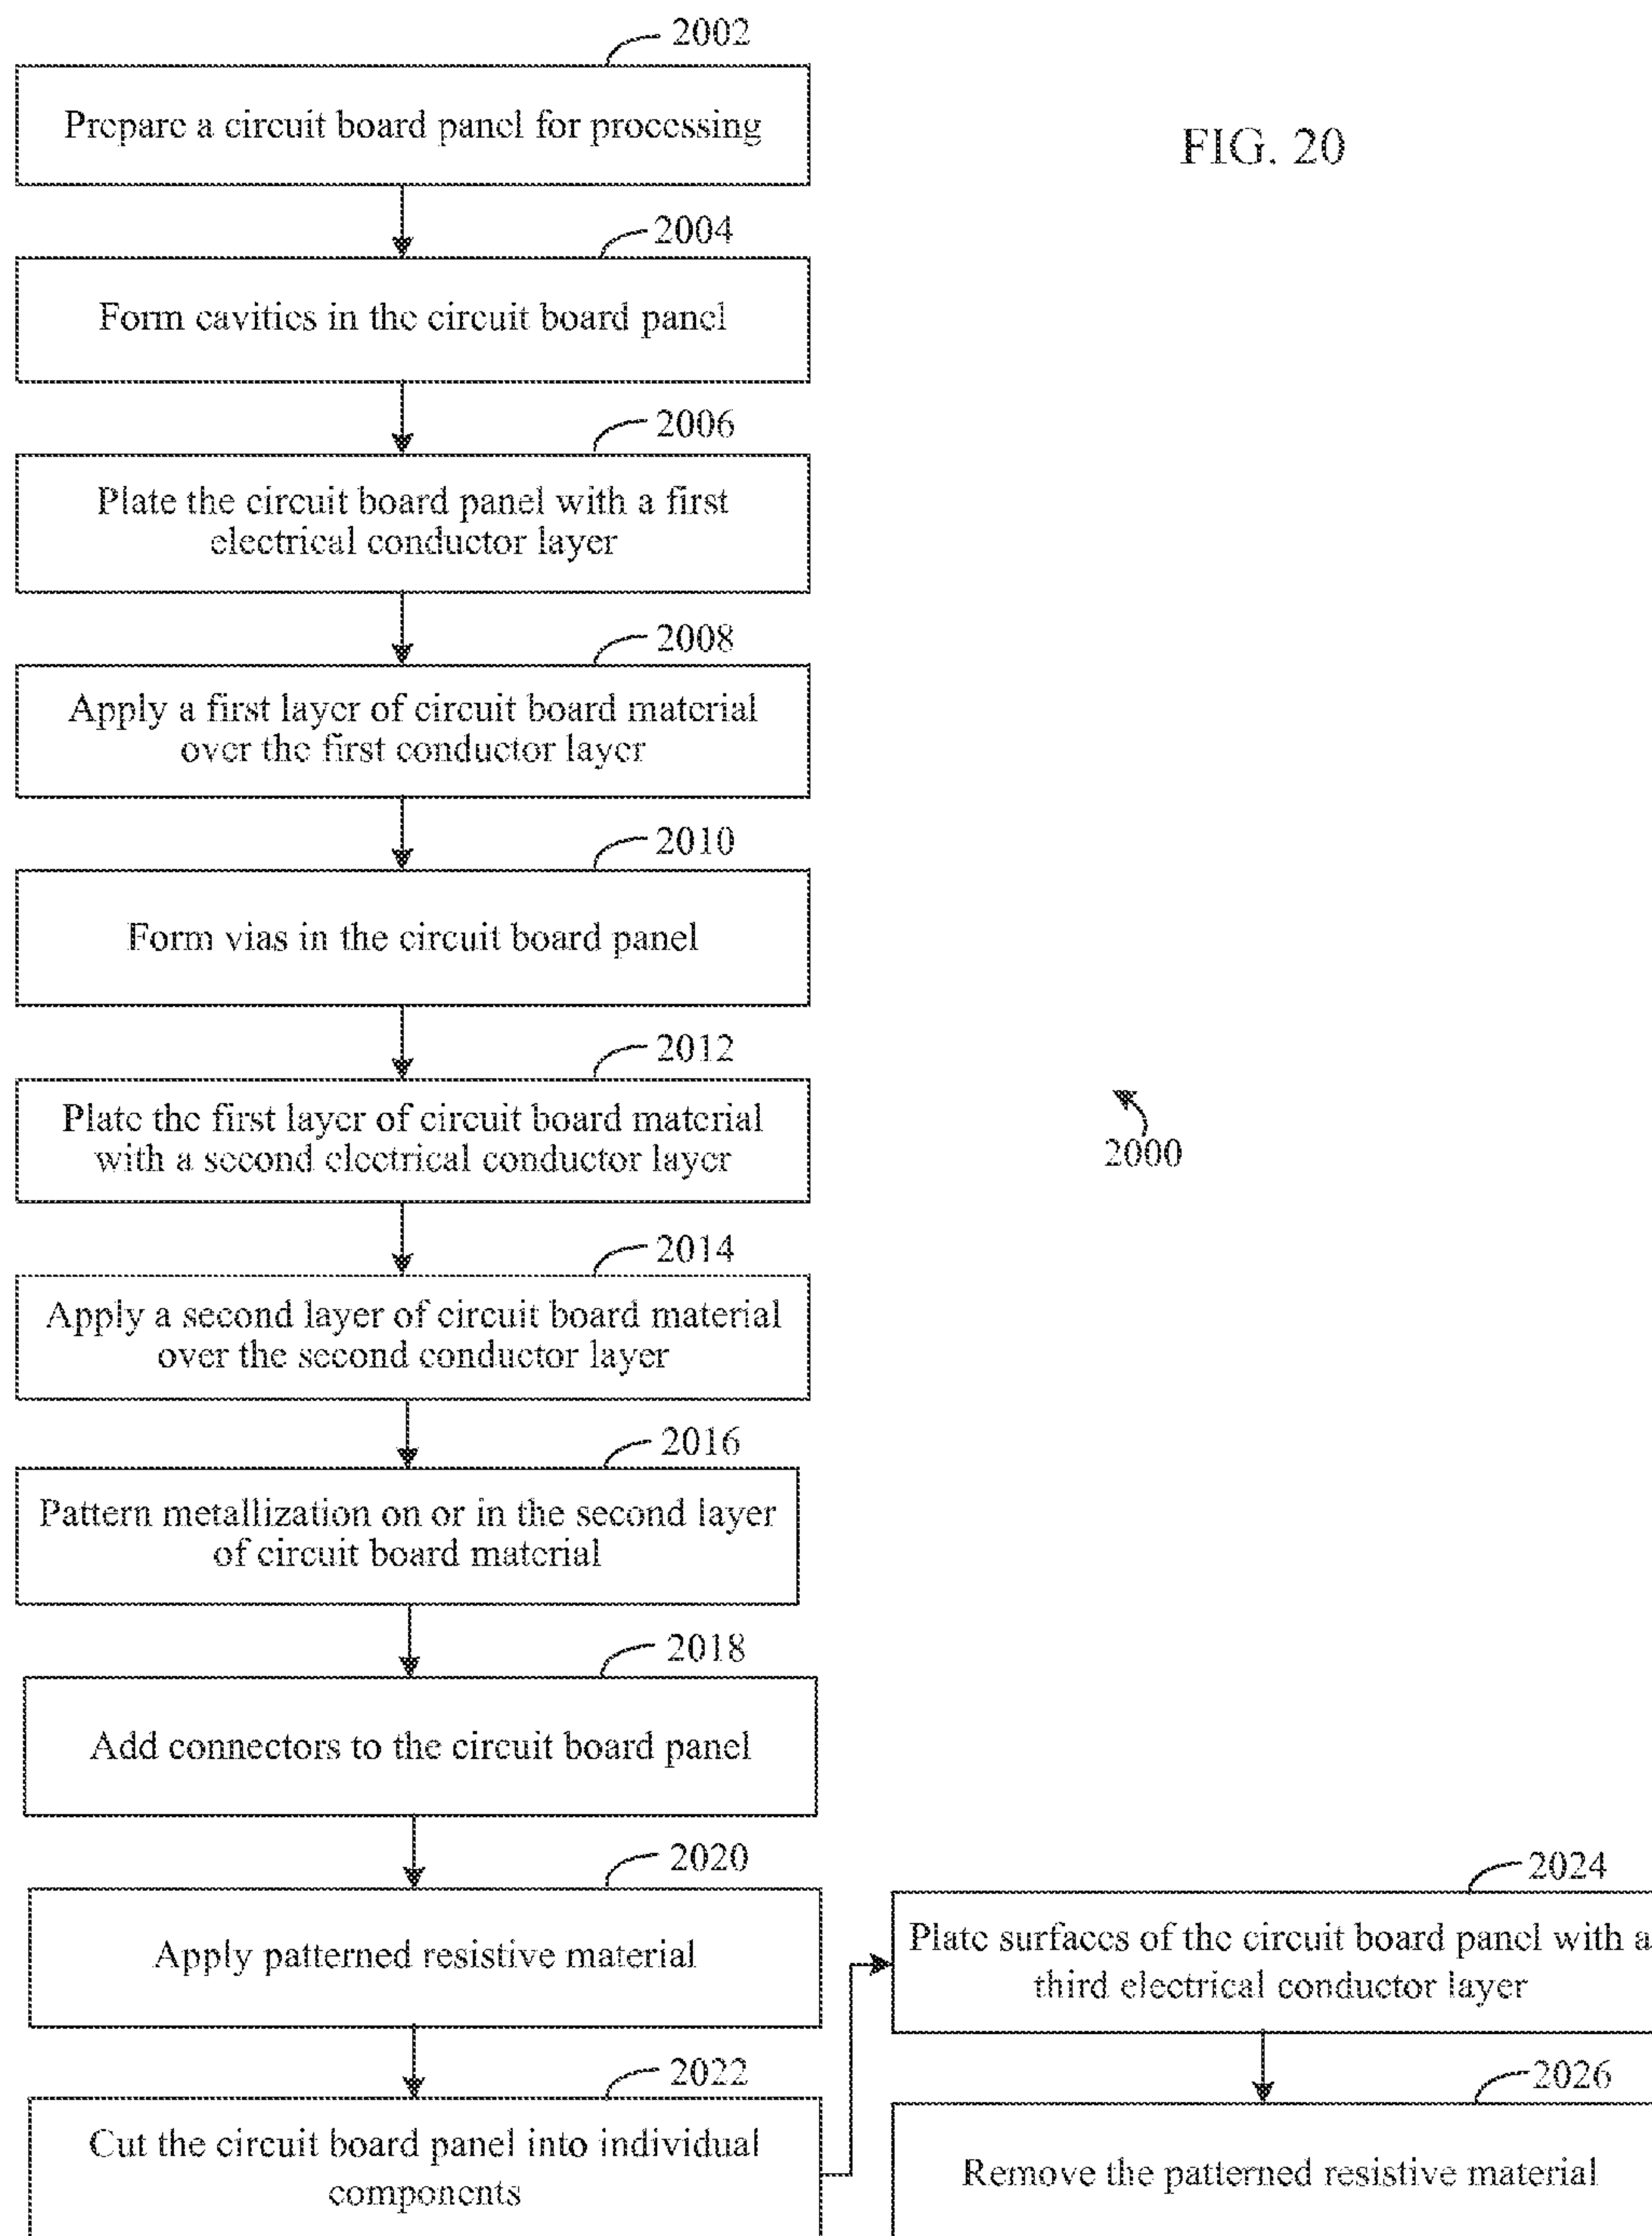 2002
Prepare a circuit board panel for processing
FIG. 20
2004
Form cavities in the circuit board panel
2006
Plate the circuit board panel with a first
electrical conductor layer
2008
Apply a first layer of circuit board material
over the first conductor layer
2010
Form vias in the circuit board panel
2012
Plate the first layer of circuit board material
with a second electrical conductor layer
2000
2014
Apply a second layer of circuit board material
over the second conductor layer
2016
Pattern metallization on or in the second layer
of circuit board material
2018
Add connectors to the circuit board panel
2020
Apply patterned resistive material
2022
Cut the circuit board panel into individual
components
2024
Plate surfaces of the circuit board panel with a
third electrical conductor layer
2026
Remove the patterned resistive material